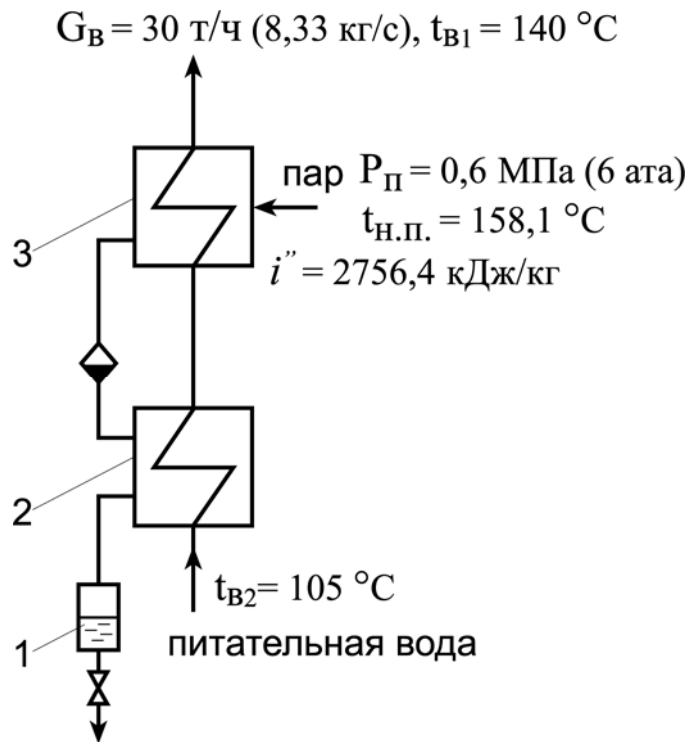 Gв = 30 т/ч (8,33 кг/с), tв1 = 140 °C
пар Pп = 0,6 МПа (6 ата)
tн.п. = 158,1 °C
3
i” = 2756,4 кДж/кг
2
tв2= 105 °C
1
питательная вода